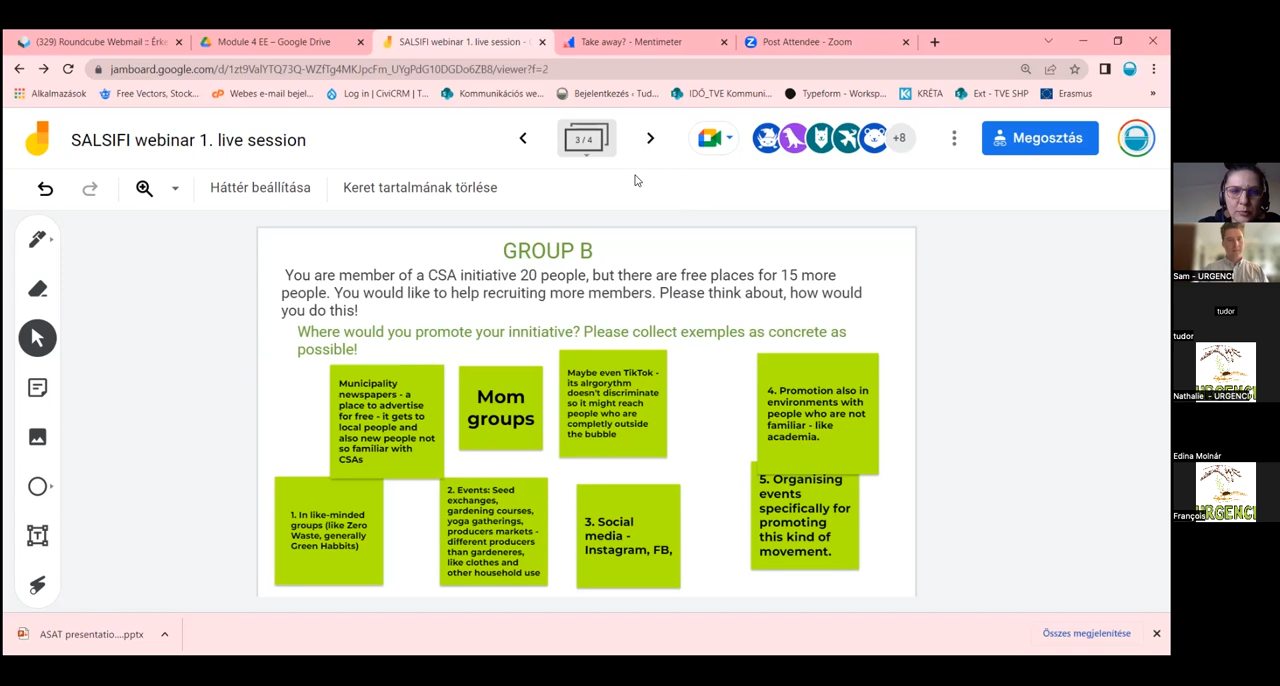 (329) Roundcube Webmail :: Érke
Module 4 EE – Google Drive
SALSIFI webinar 1. live session -
Take away? - Mentimeter
Post Attendee - Zoom
jamboard.google.com/d/1zt9ValYTQ73Q-WZfTg4MKJpcFm_UYgPdG10DGDo6ZB8/viewer?f=2
Alkalmazások
Free Vectors, Stock...
Webes e-mail bejel...
Log in | CiviCRM | T...
Kommunikációs we...
Bejelentkezés ‹ Tud...
IDŐ_TVE Kommuni...
Typeform - Worksp...
KRÉTA
Ext - TVE SHP
Erasmus
SALSIFI webinar 1. live session
3 / 4
+8
Megosztás
Háttér beállítása
Keret tartalmának törlése
GROUP B
You are member of a CSA initiative 20 people, but there are free places for 15 more
people. You would like to help recruiting more members. Please think about, how would
you do this!
Where would you promote your innitiative? Please collect exemples as concrete as
possible!
Municipality
newspapers - a
place to advertise
for free - it gets to
local people and
also new people not
so familiar with
CSAs
Mom
groups
Maybe even TikTok -
its alrgorythm
doesn't discriminate
so it might reach
people who are
completly outside
the bubble
4. Promotion also in
environments with
people who are not
familiar - like
academia.
1. In like-minded
groups (like Zero
Waste, generally
Green Habbits)
2. Events: Seed
exchanges,
gardening courses,
yoga gatherings,
producers markets -
different producers
than gardeneres,
like clothes and
other household use
3. Social
media -
Instagram, FB,
5. Organising
events
specifically for
promoting
this kind of
movement.
Sam - URGENCI
tudor
tudor
Nathalie - URGENCI
Edina Molnár
URGENCI
François
ASAT presentatio....pptx
Összes megjelenítése